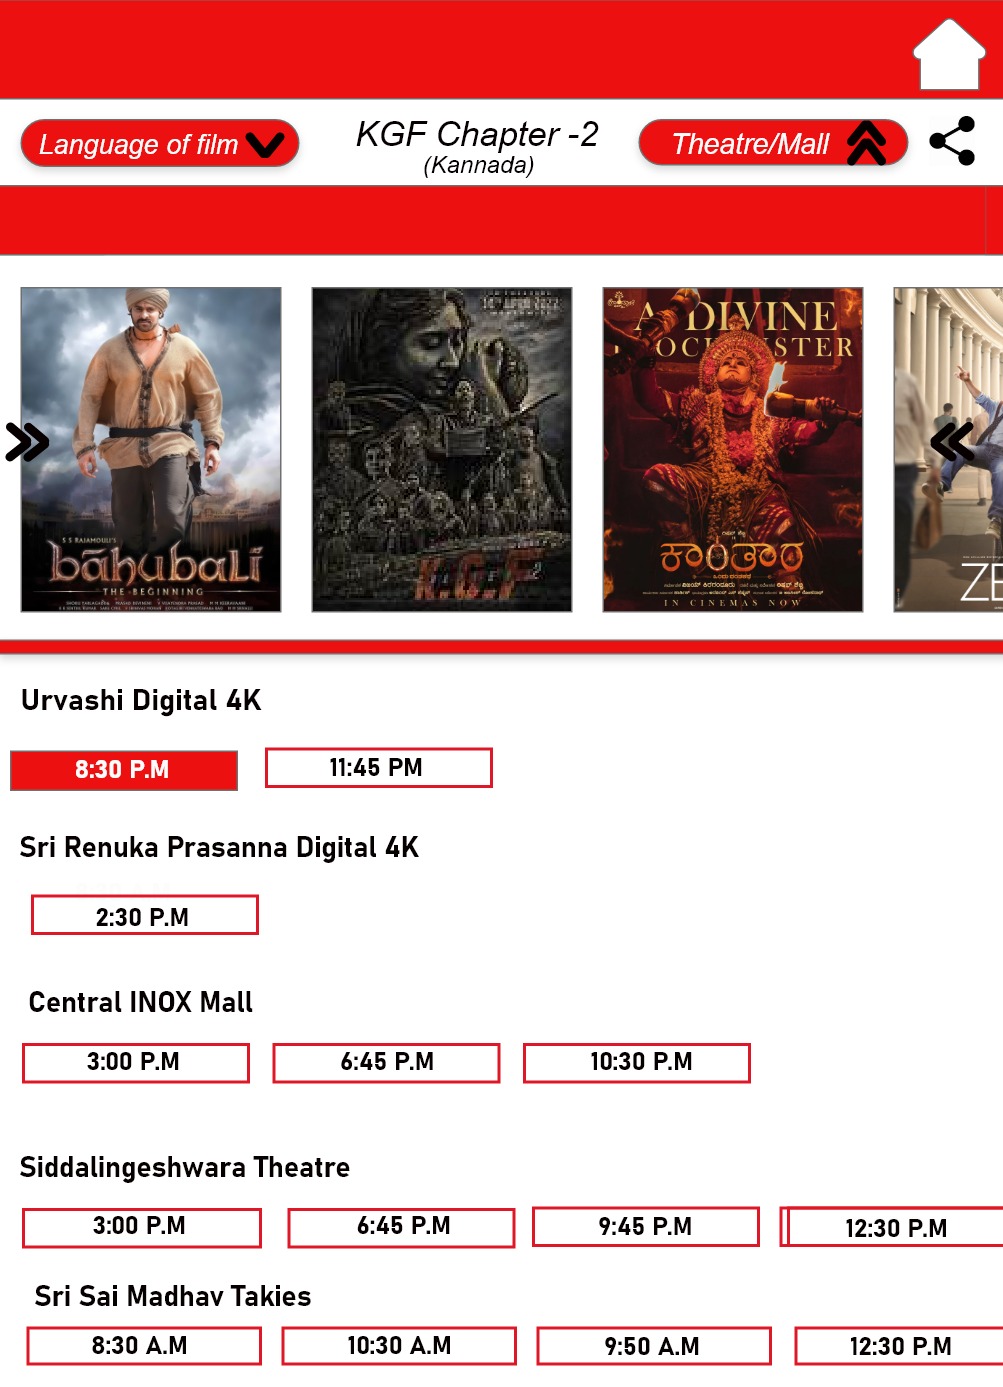 Language of film
KGF Chapter -2
(Kannada)
Theatre/Mall
S S RAJAMOULI'S
bāhubali
THE BEGINNING
K.G.F
A DIVINE
ಕಾಂತಾರ
IN CINEMAS NOW
ZE
Urvashi Digital 4K
8:30 P.M
11:45 PM
Sri Renuka Prasanna Digital 4K
2:30 P.M
Central INOX Mall
3:00 P.M
6:45 P.M
10:30 P.M
Siddalingeshwara Theatre
3:00 P.M
6:45 P.M
9:45 P.M
12:30 P.M
Sri Sai Madhav Takies
8:30 A.M
10:30 A.M
9:50 A.M
12:30 P.M